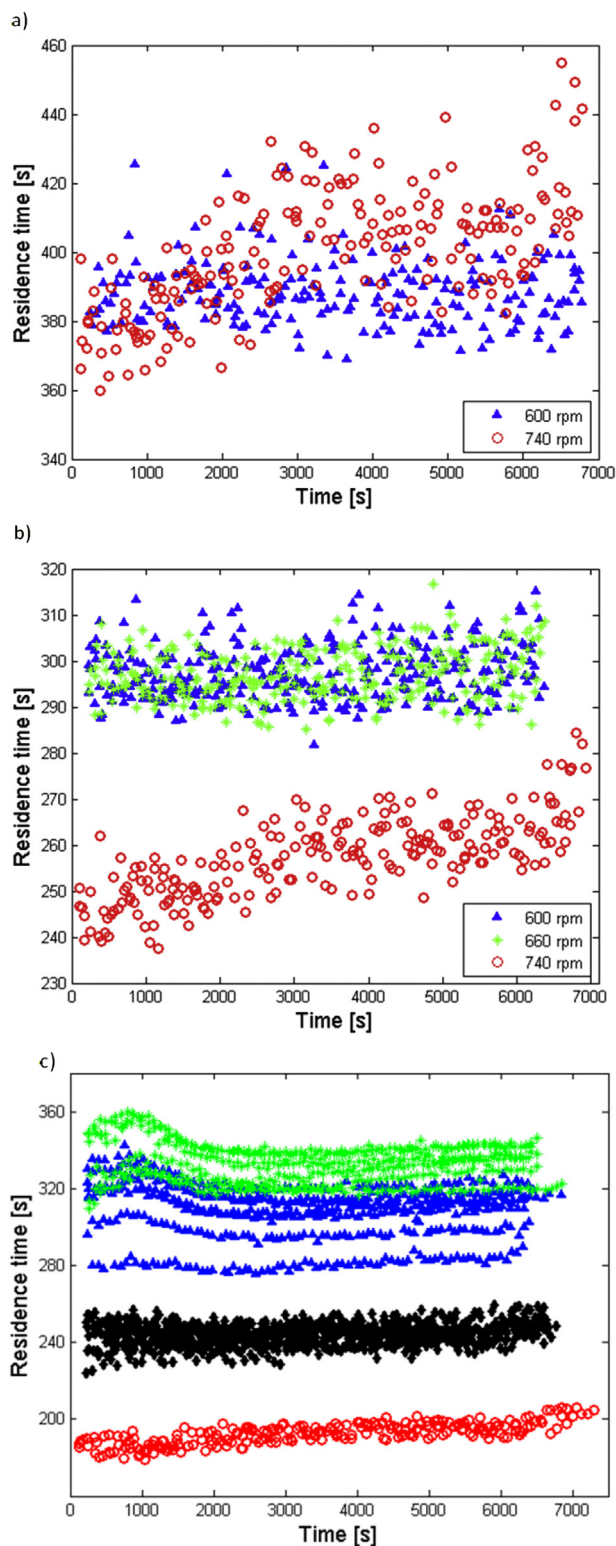 a)
460
440
420
400
380
360
340
Residence time [s]
0 1000 2000 3000 4000 5000 6000 7000
Time [s]
600 rpm
740 rpm
b)
320
310
300
290
280
270
260
250
240
230
Residence time [s]
0 1000 2000 3000 4000 5000 6000 7000
Time [s]
600 rpm
660 rpm
740 rpm
c)
360
320
280
240
200
Residence time [s]
0 1000 2000 3000 4000 5000 6000 7000
Time [s]